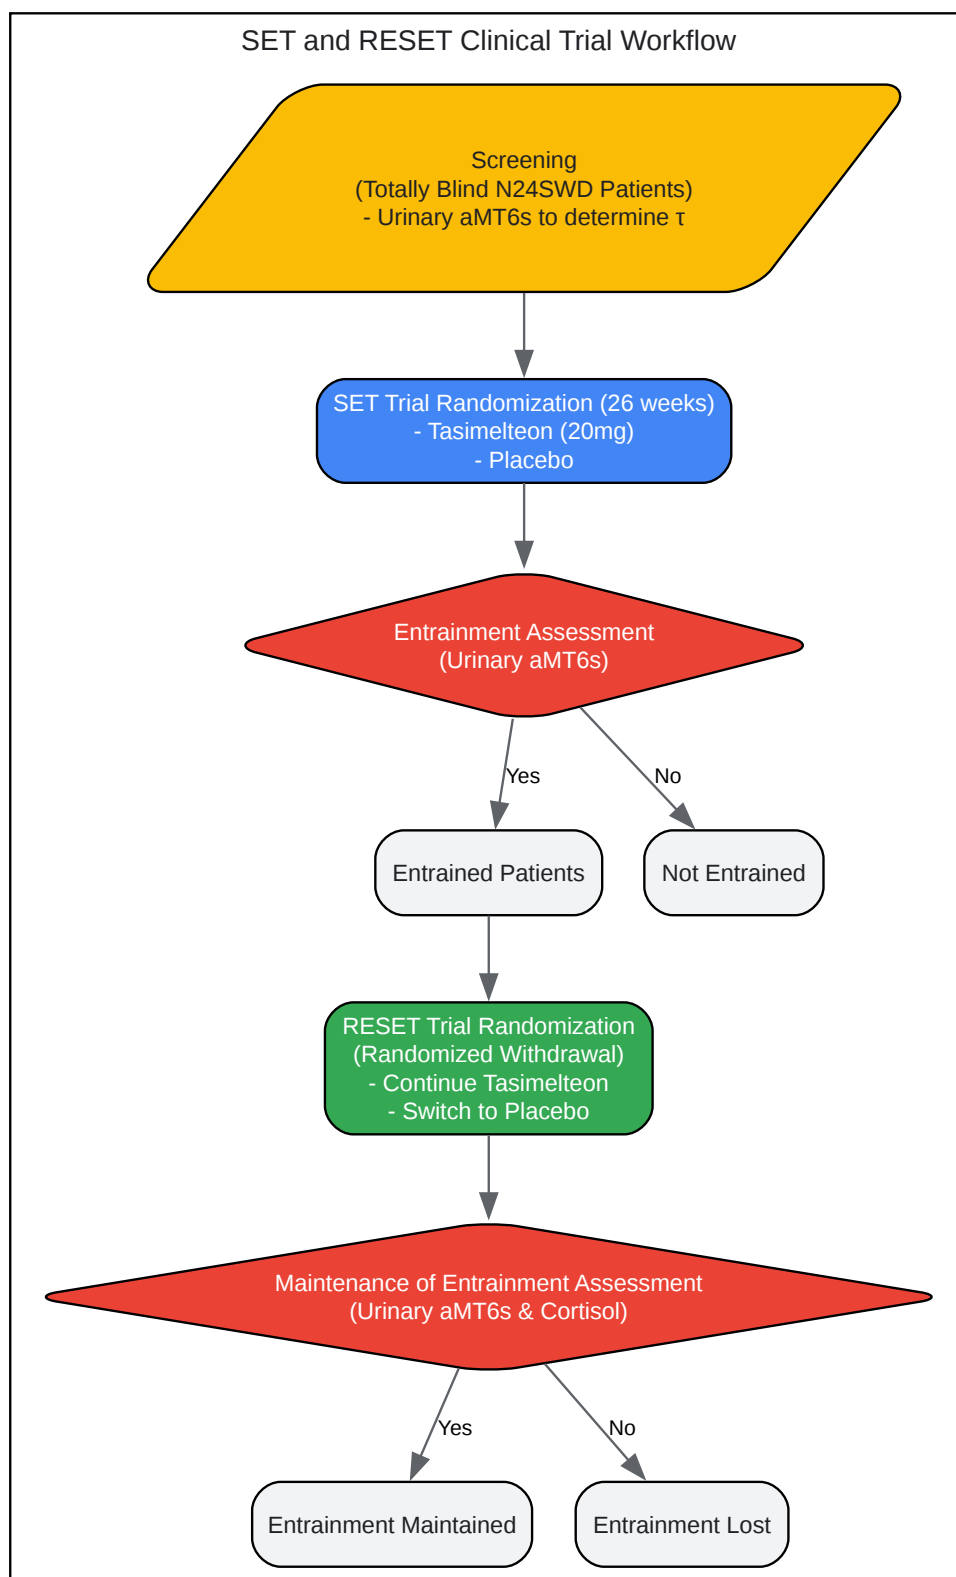 SET and RESET Clinical Trial Workflow
Screening
(Totally Blind N24SWD Patients)
- Urinary aMT6s to determine τ
SET Trial Randomization (26 weeks)
- Tasimelteon (20mg)
- Placebo
Entrainment Assessment
(Urinary aMT6s)
Yes
No
Entrained Patients
Not Entrained
RESET Trial Randomization
(Randomized Withdrawal)
- Continue Tasimelteon
- Switch to Placebo
Maintenance of Entrainment Assessment
(Urinary aMT6s & Cortisol)
Yes
No
Entrainment Maintained
Entrainment Lost